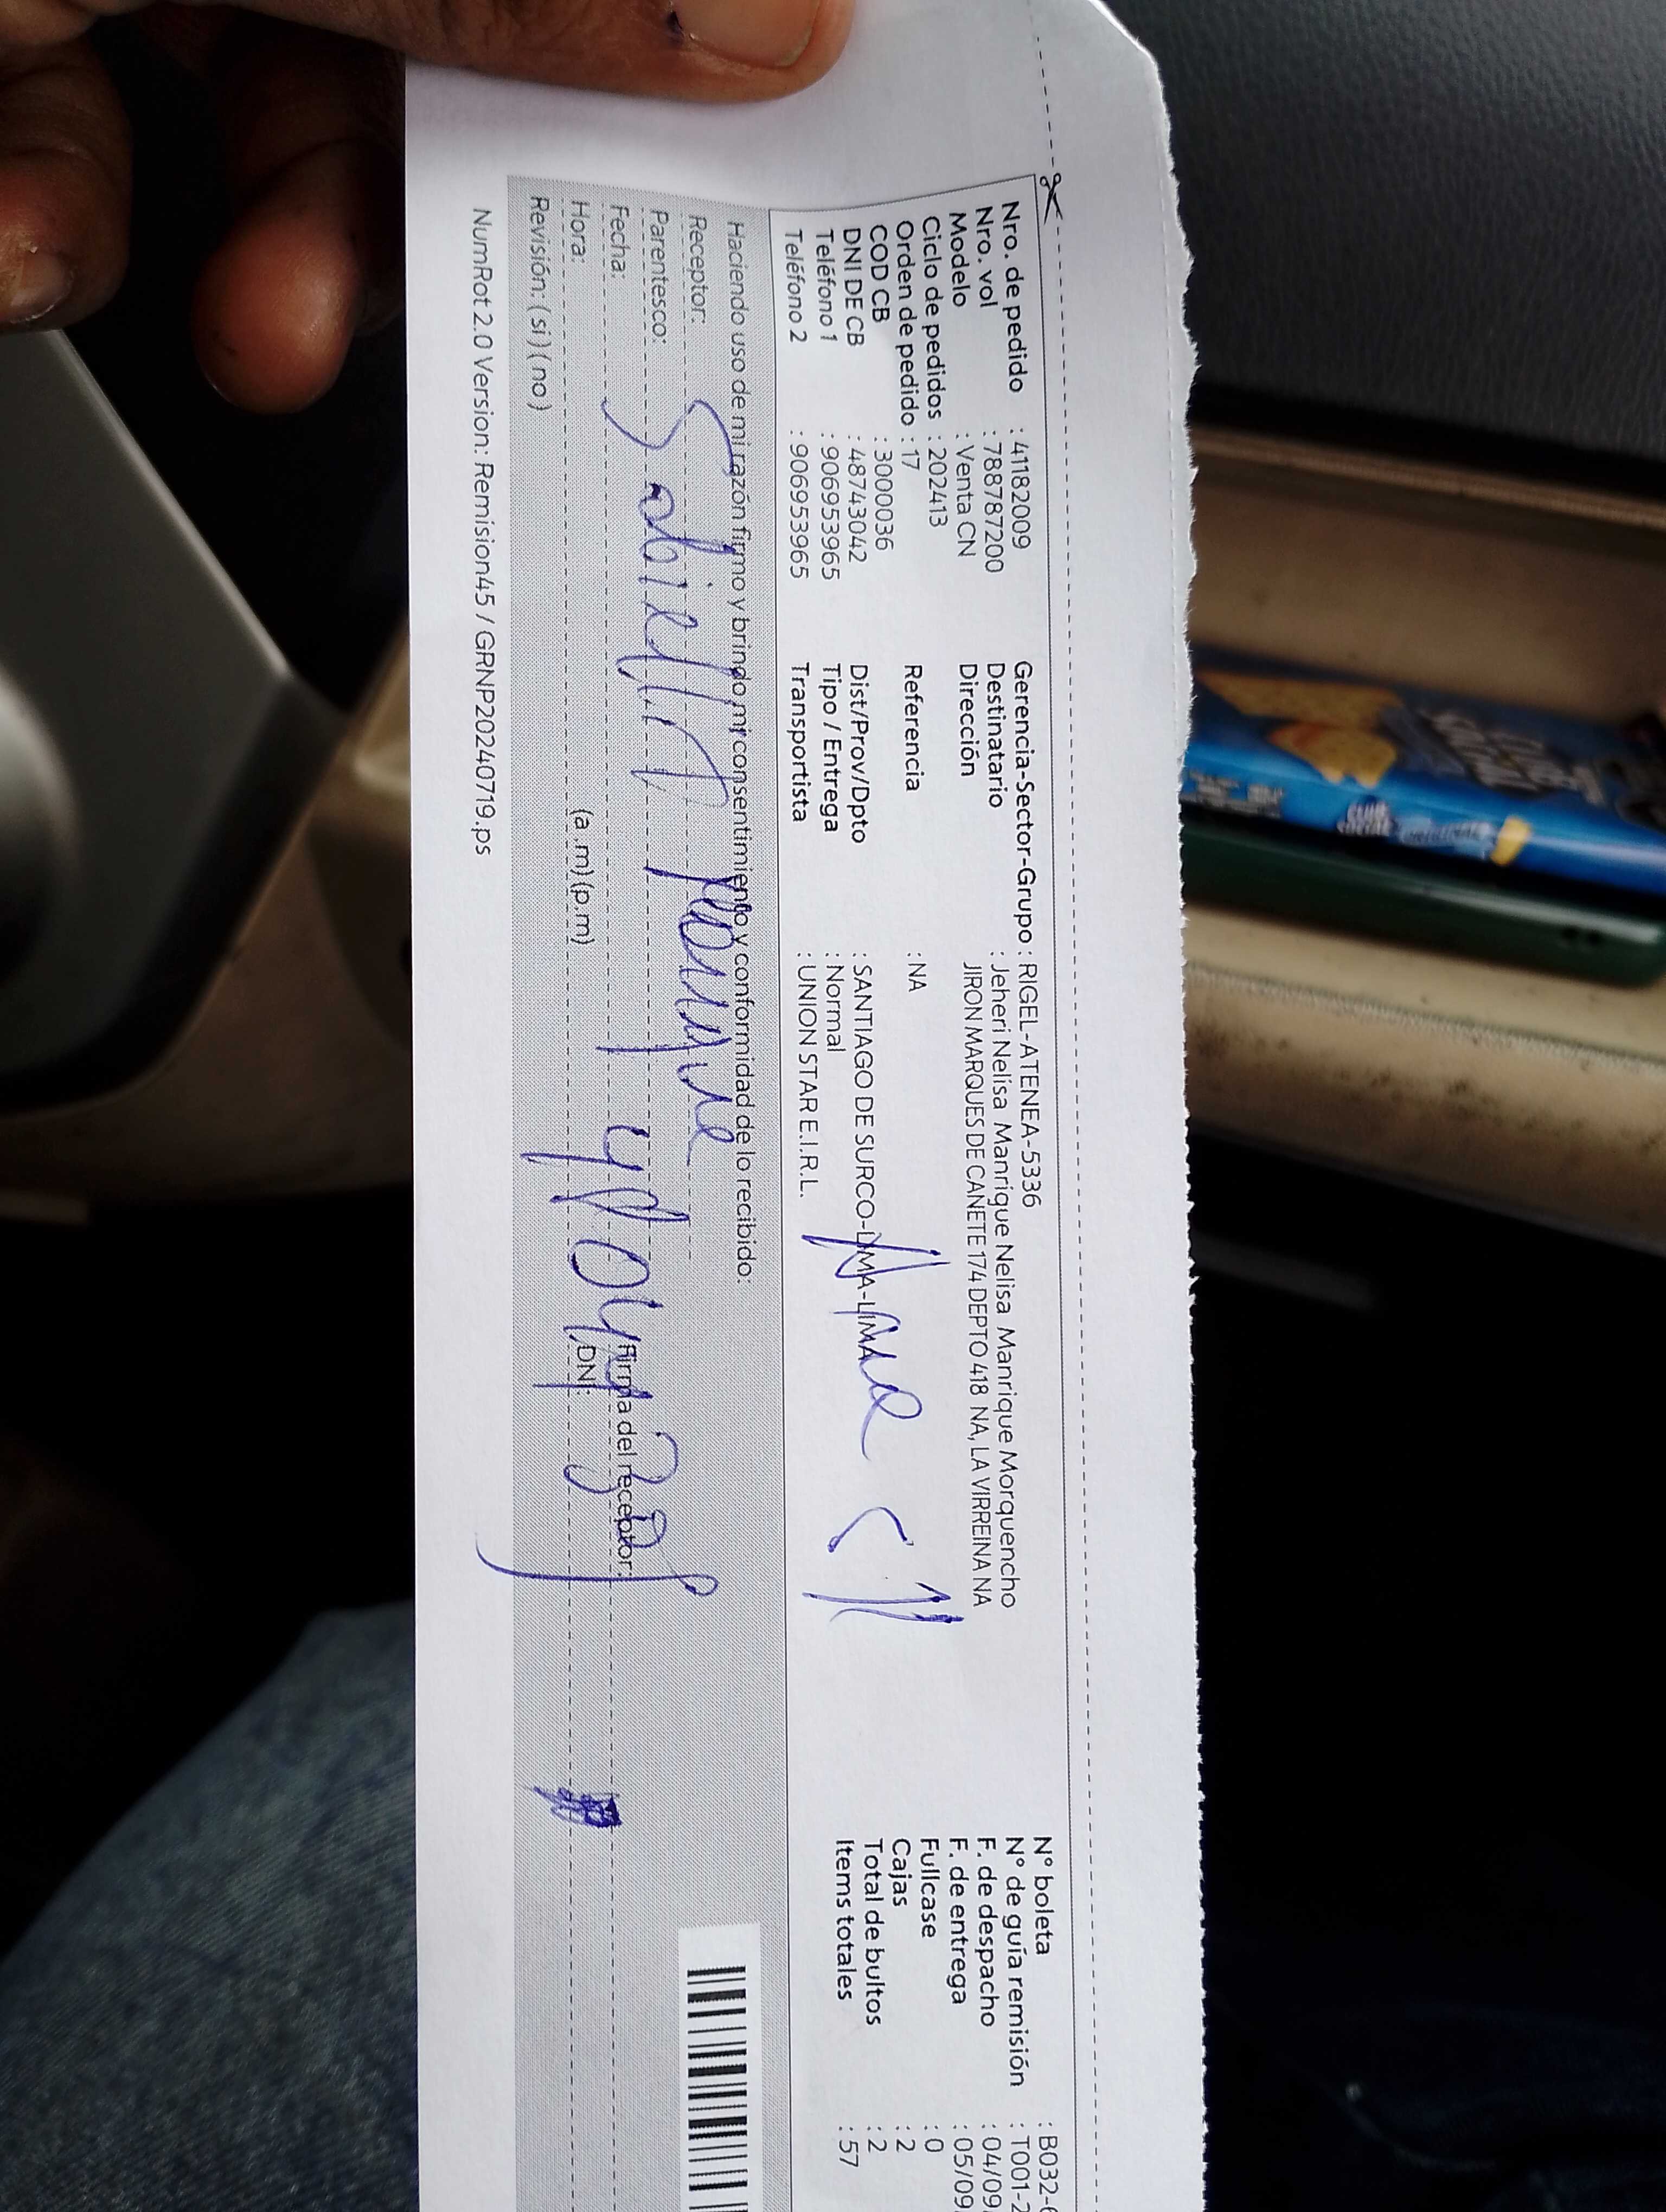 Nro. de pedido : 41182009
Nro. vol : 788787200
Modelo : Venta CN
Ciclo de pedidos : 202413
Orden de pedido : 17
COD CB : 3000036
DNI DE CB : 48743042
Teléfono 1 : 906953965
Teléfono 2 : 906953965
Gerencia-Sector-Grupo : RIGEL-ATENEA-5336
Destinatario : Jeheri Nelisa Manrique Nelisa Manrique Morquencho
Dirección JIRON MARQUES DE CANETE 174 DEPTO 418 NA, LA VIRREINA NA
Referencia : NA
Dist/Prov/Dpto : SANTIAGO DE SURCO-LIMA-LIMA
Tipo / Entrega : Normal
Transportista : UNION STAR E.I.R.L.
N° boleta : B032-
N° de guía remisión : T001-2
F. de despacho : 04/09
F. de entrega : 05/09
Fullcase : 0
Cajas : 2
Total de bultos : 2
Items totales : 57
Haciendo uso de mi razón firmo y brindo mi consentimiento y conformidad de lo recibido:
Receptor:
Parentesco:
Fecha: Firma del receptor:
Hora: (a.m) (p.m) DNI:
Revisión: ( si ) ( no )
NumRot 2.0 Version: Remision45 / GRNP20240719.ps